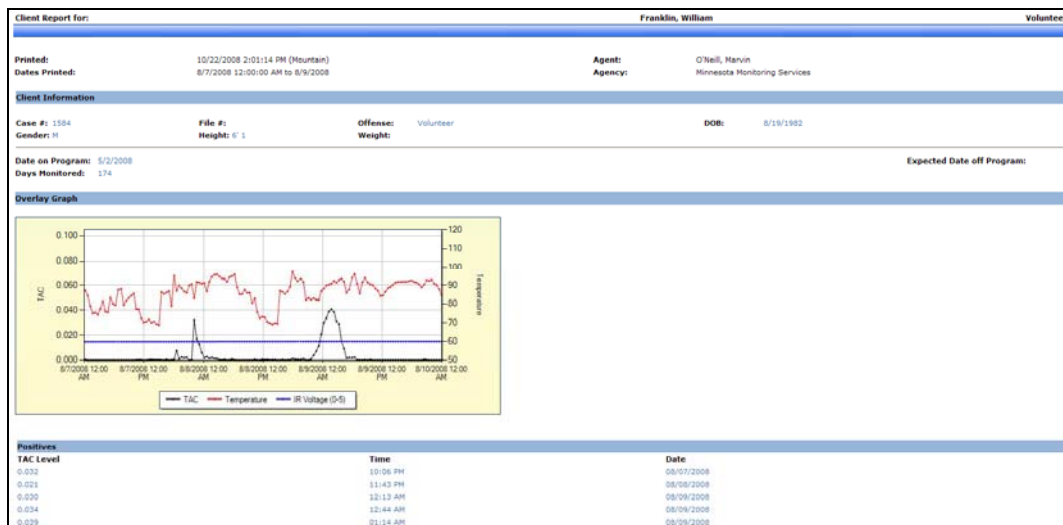 Client Report for: Franklin, William Voluntee
Printed: 10/22/2008 2:01:14 PM (Mountain) Agent: O'Neill, Marvin
Dates Printed: 8/7/2008 12:00:00 AM to 8/9/2008 Agency: Minnesota Monitoring Services
Client Information
Case #: 1584 File #: Offense: Volunteer DOB: 8/19/1982
Gender: M Height: 6' 1 Weight:
Date on Program: 5/2/2008 Expected Date off Program:
Days Monitored: 174
Overlay Graph
0.100 120
0.080 110
0.060 100
0.040 90
0.020 80
0.000 70
60
50
TAC
Temperature
8/7/2008 12:00 AM 8/7/2008 12:00 PM 8/8/2008 12:00 AM 8/8/2008 12:00 PM 8/9/2008 12:00 AM 8/9/2008 12:00 PM 8/10/2008 12:00 AM
TAC Temperature IR Voltage (0-5)
Positives
TAC Level Time Date
0.032 10:06 PM 08/07/2008
0.021 11:43 PM 08/08/2008
0.030 12:13 AM 08/09/2008
0.034 12:44 AM 08/09/2008
0.039 01:14 AM 08/09/2008